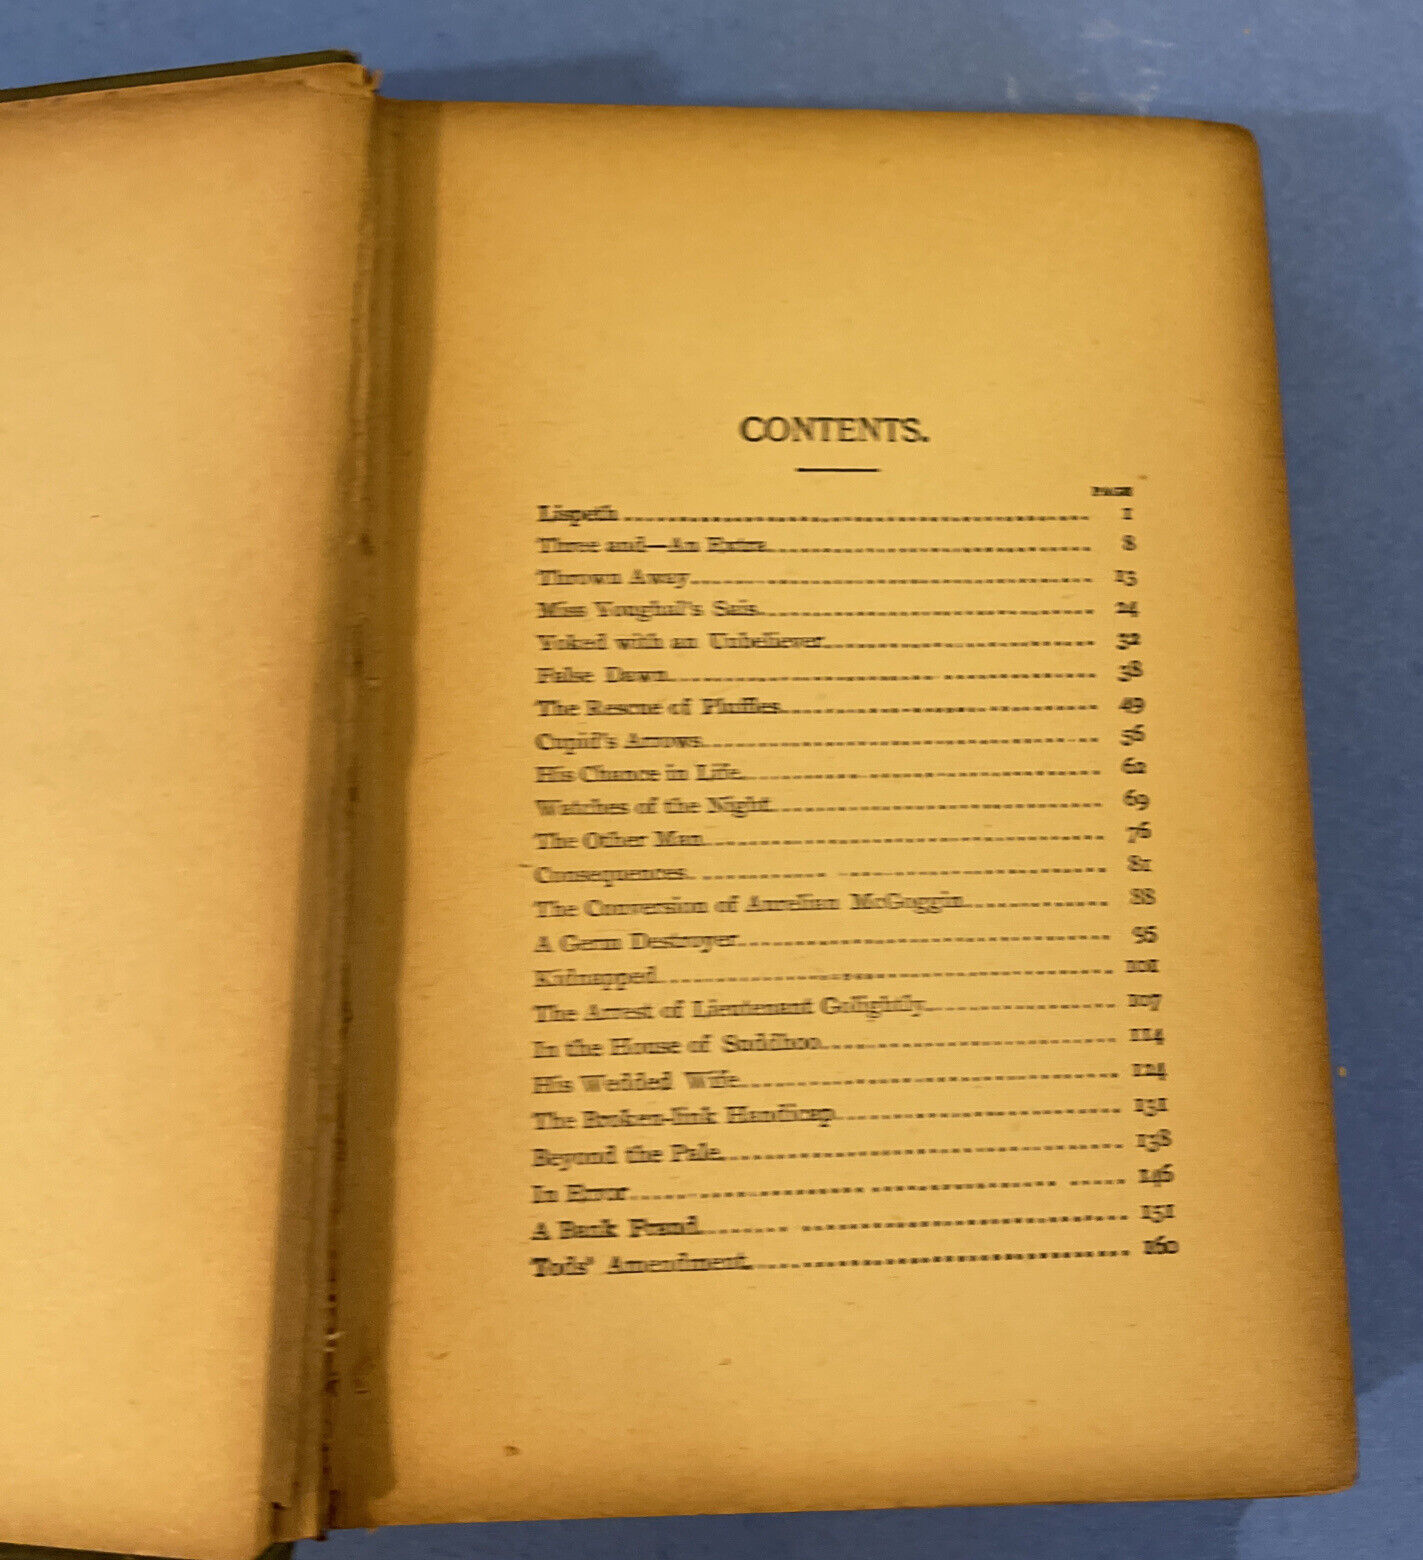 CONTENTS.
PAGE
Lispeth 1
Three and—An Extra 8
Thrown Away 13
Miss Youghal's Sais 24
Yoked with an Unbeliever 32
False Dawn 38
The Rescue of Pluffles 49
Cupid's Arrows 56
His Chance in Life 62
Watches of the Night 69
The Other Man 76
Consequences 81
The Conversion of Aurelian McGoggin 88
A Germ Destroyer 95
Kidnapped 101
The Arrest of Lieutenant Golightly 107
In the House of Suddhoo 114
His Wedded Wife 124
The Broken-link Handicap 131
Beyond the Pale 138
In Error 146
A Bank Fraud 151
Tods' Amendment 160